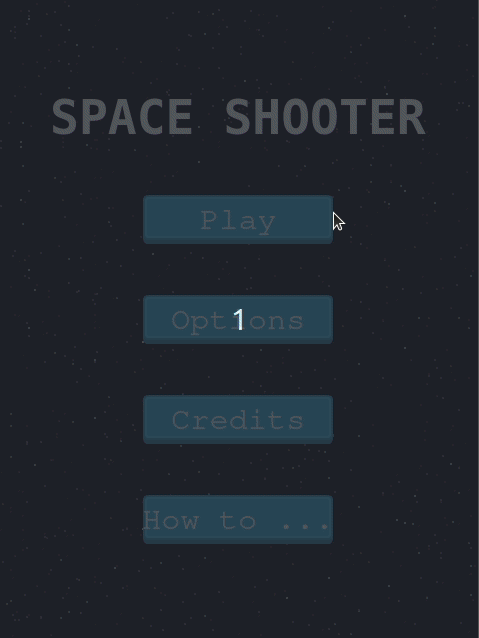 SPACE SHOOTER
Play
Options
1
Credits
How to ...